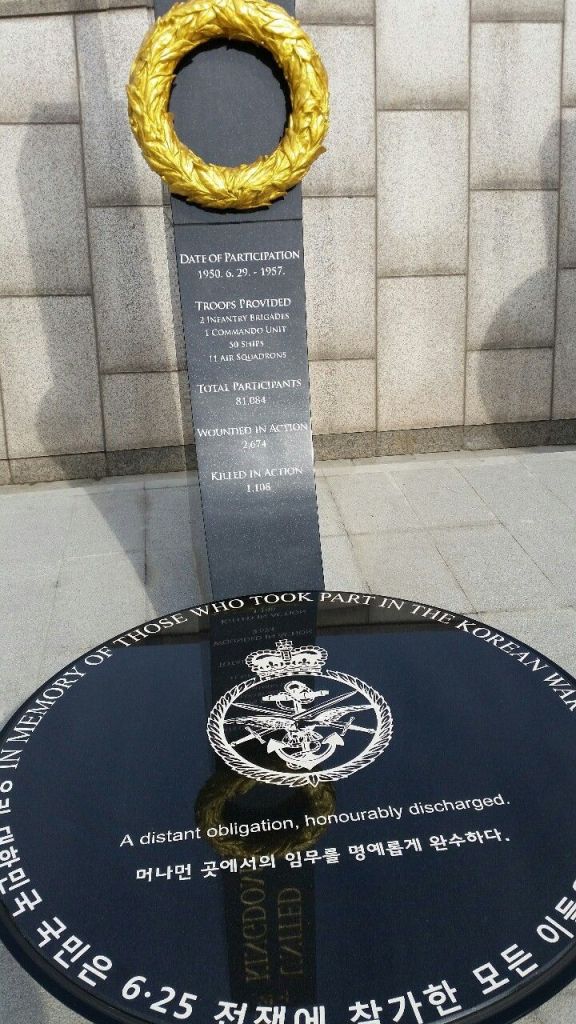 DATE OF PARTICIPATION
1950. 6. 29. - 1957.
TROOPS PROVIDED
2 INFANTRY BRIGADES
1 COMMANDO UNIT
50 SHIPS
11 AIR SQUADRONS
TOTAL PARTICIPANTS
81,084
WOUNDED IN ACTION
2,674
KILLED IN ACTION
1,106
IN MEMORY OF THOSE WHO TOOK PART IN THE KOREAN WAR
A distant obligation, honourably discharged.
머나먼 곳에서의 임무를 명예롭게 완수하다.
국민은 6·25 전쟁에 참가한 모든
UNITED
KINGDOM